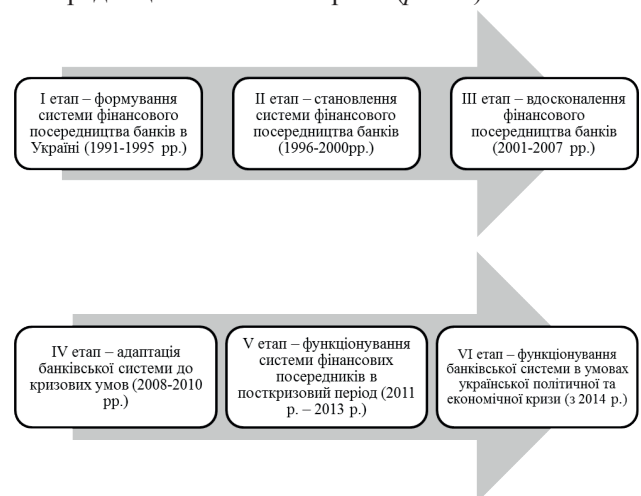 І етап – формування
системи фінансового
посередництва банків в
Україні (1991-1995 рр.)
ІІ етап – становлення
системи фінансового
посередництва банків
(1996-2000рр.)
ІІІ етап – вдосконалення
фінансового
посередництва банків
(2001-2007 рр.)
IV етап – адаптація
банківської системи до
кризових умов (2008-2010
рр.)
V етап – функціонування
системи фінансових
посередників в
посткризовий період (2011
р. – 2013 р.)
VI етап – функціонування
банківської системи в умовах
української політичної та
економічної кризи (з 2014 р.)